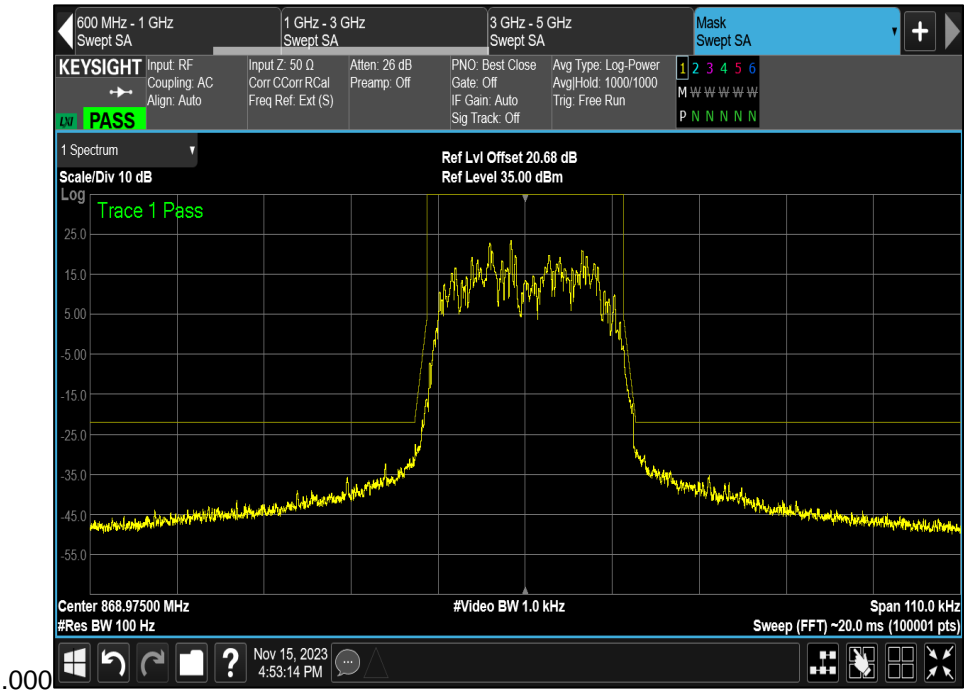 600 MHz - 1 GHz
Swept SA
1 GHz - 3 GHz
Swept SA
3 GHz - 5 GHz
Swept SA
Mask
Swept SA
KEYSIGHT
LXI
PASS
Input: RF
Coupling: AC
Align: Auto
Input Z: 50 Ω
Corr CCorr RCal
Freq Ref: Ext (S)
Atten: 26 dB
Preamp: Off
PNO: Best Close
Gate: Off
IF Gain: Auto
Sig Track: Off
Avg Type: Log-Power
Avg|Hold: 1000/1000
Trig: Free Run
1 2 3 4 5 6
M W W W W W W
P N N N N N
1 Spectrum
Scale/Div 10 dB
Ref Lvl Offset 20.68 dB
Ref Level 35.00 dBm
Log
Trace 1 Pass
25.0
15.0
5.00
-5.00
-15.0
-25.0
-35.0
-45.0
-55.0
Center 868.97500 MHz
#Res BW 100 Hz
#Video BW 1.0 kHz
Span 110.0 kHz
Sweep (FFT) ~20.0 ms (100001 pts)
?
Nov 15, 2023
4:53:14 PM
.000